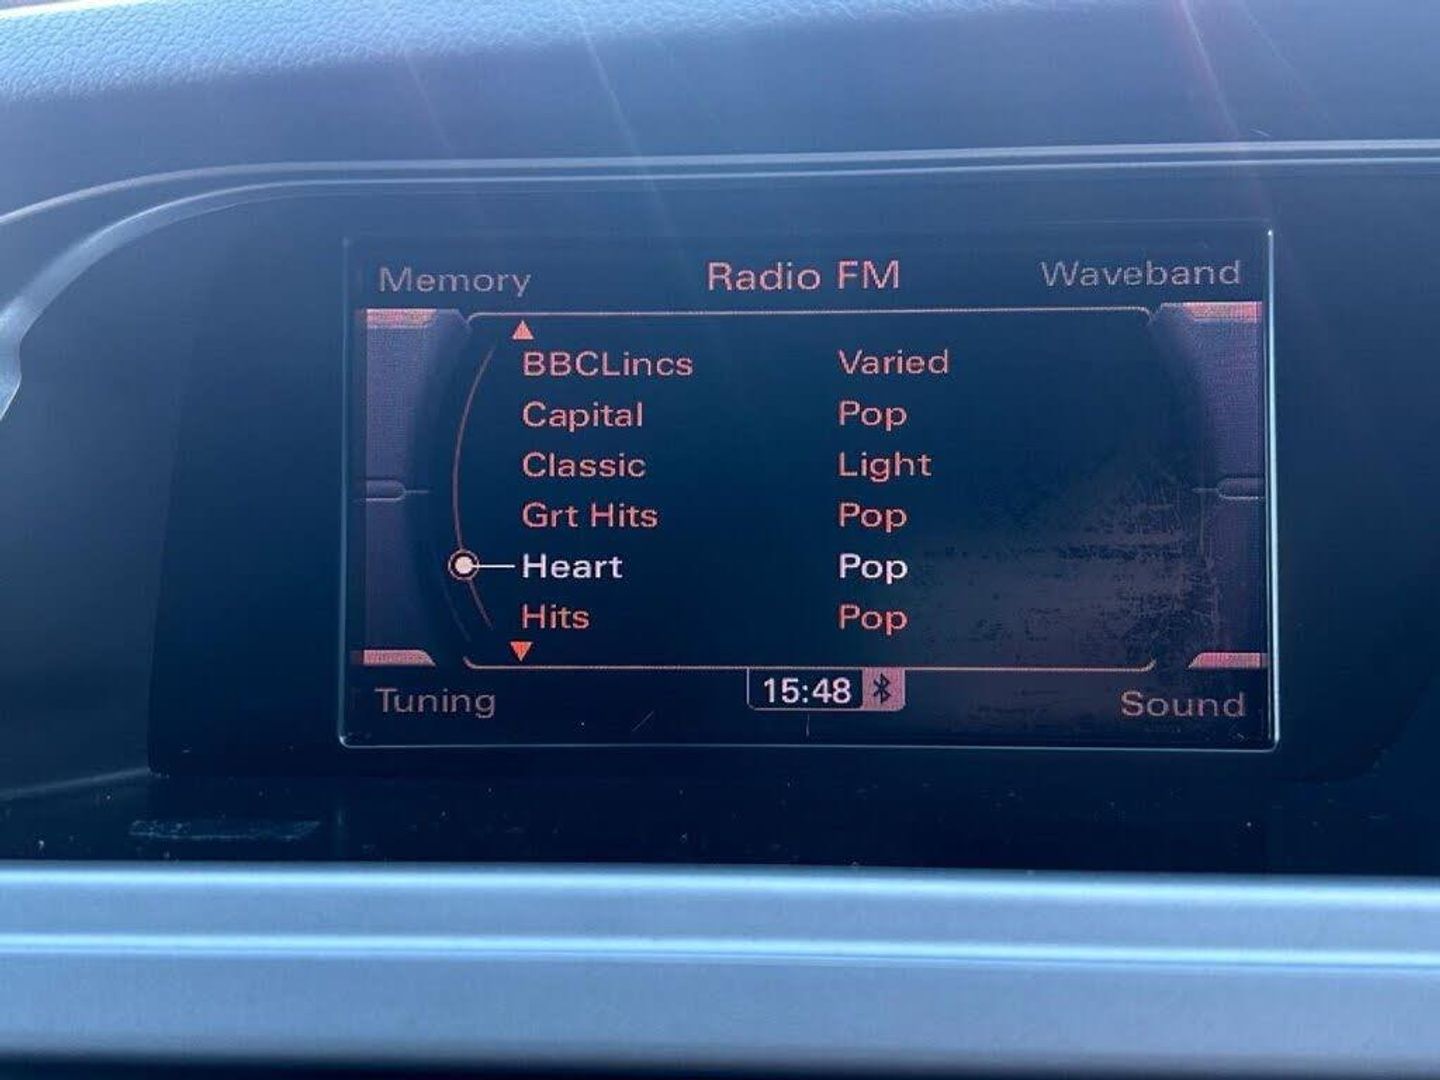 Memory Radio FM Waveband
BBCLincs Varied
Capital Pop
Classic Light
Grt Hits Pop
Heart Pop
Hits Pop
Tuning 15:48 Sound